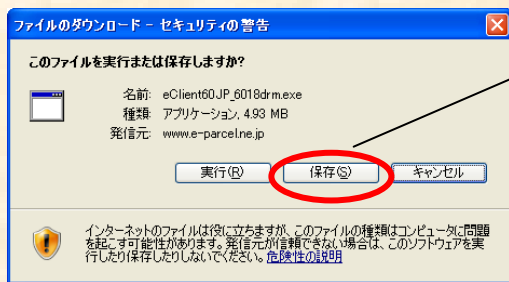 ファイルのダウンロード - セキュリティの警告
このファイルを実行または保存しますか?
名前: eClient60JP_6018drm.exe
種類: アプリケーション, 4.93 MB
発信元: www.e-parcel.ne.jp
実行(R) 保存(S) キャンセル
インターネットのファイルは役に立ちますが、このファイルの種類はコンピュータに問題
を起こす可能性があります。発信元が信頼できない場合は、このソフトウェアを実
行したり保存したりしないでください。危険性の説明